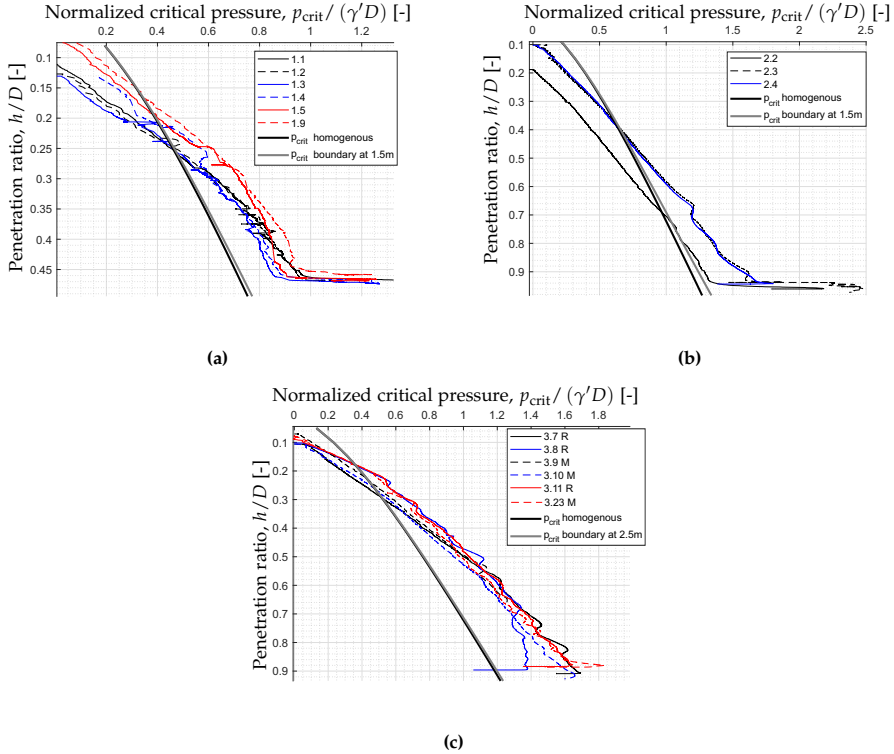 Normalized critical pressure, p_crit / (γ′D) [-]
0.2 0.4 0.6 0.8 1 1.2
Penetration ratio, h/D [-]
0.1
0.15
0.2
0.25
0.3
0.35
0.4
0.45
1.1
1.2
1.3
1.4
1.5
1.9
p_crit homogenous
p_crit boundary at 1.5m
(a)
Normalized critical pressure, p_crit / (γ′D) [-]
0 0.5 1 1.5 2 2.5
Penetration ratio, h/D [-]
0.1
0.2
0.3
0.4
0.5
0.6
0.7
0.8
0.9
2.2
2.3
2.4
p_crit homogenous
p_crit boundary at 1.5m
(b)
Normalized critical pressure, p_crit / (γ′D) [-]
0 0.2 0.4 0.6 0.8 1 1.2 1.4 1.6 1.8
Penetration ratio, h/D [-]
0.1
0.2
0.3
0.4
0.5
0.6
0.7
0.8
0.9
3.7 R
3.8 R
3.9 M
3.10 M
3.11 R
3.23 M
p_crit homogenous
p_crit boundary at 2.5m
(c)